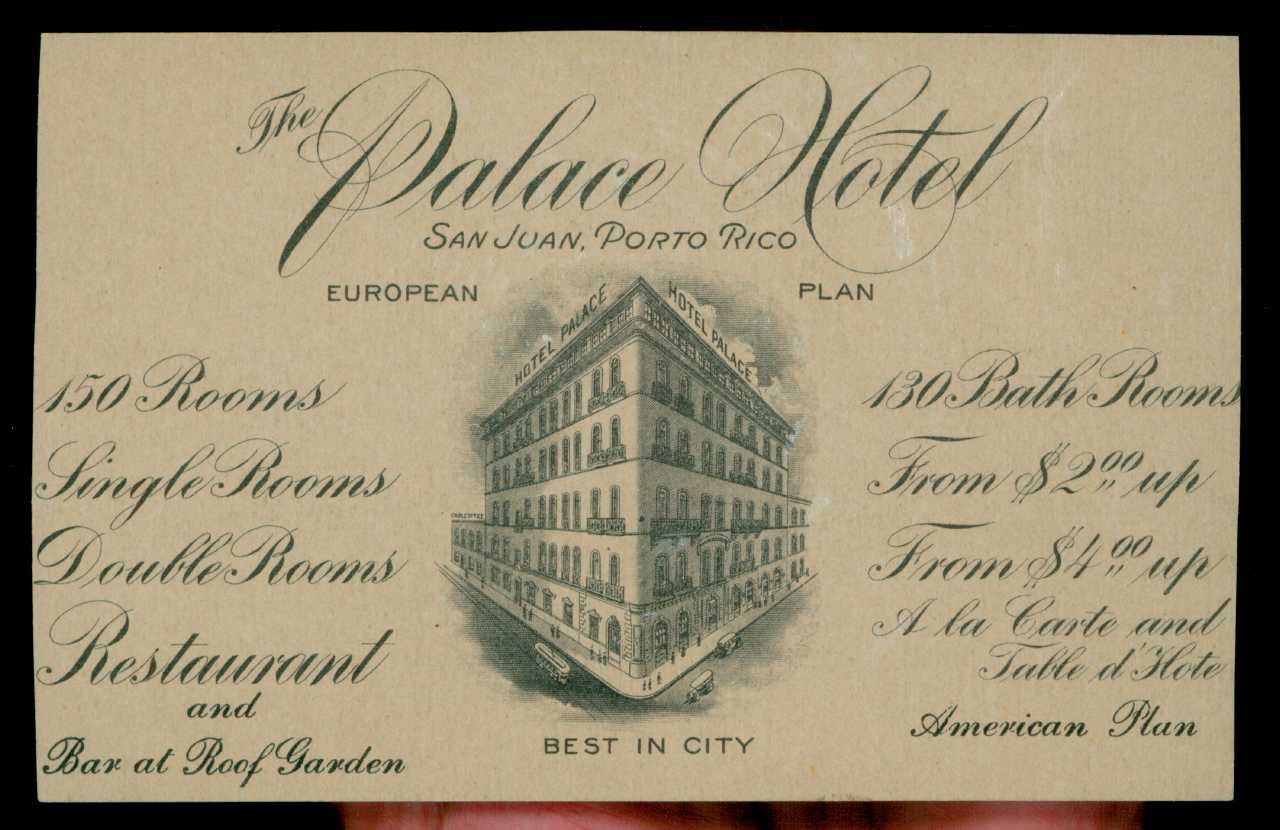 The Palace Hotel
SAN JUAN, PORTO RICO
EUROPEAN PLAN
HOTEL PALACE HOTEL PALACE
150 Rooms 130 Bath Rooms
Single Rooms From $2.00 up
Double Rooms From $4.00 up
Restaurant A la Carte and
Table d'Hote
and
American Plan
Bar at Roof Garden
BEST IN CITY